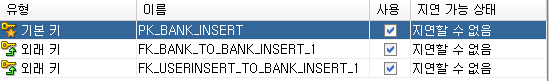 유형 이름 사용 지연 가능 상태
기본 키 PK_BANK_INSERT 지연할 수 없음
외래 키 FK_BANK_TO_BANK_INSERT_1 지연할 수 없음
외래 키 FK_USERINSERT_TO_BANK_INSERT_1 지연할 수 없음